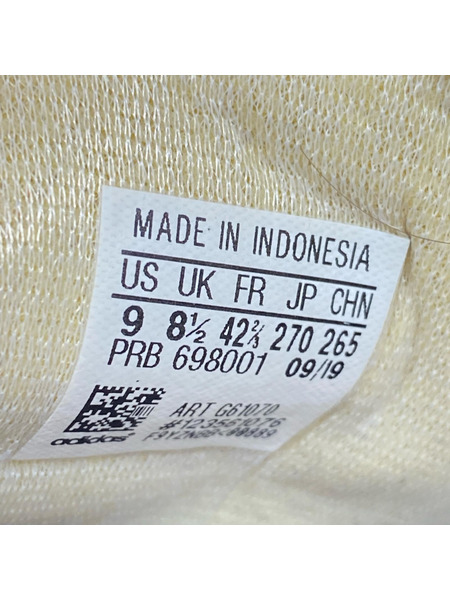 MADE IN INDONESIA
US UK FR JP CHN
9 8½ 42⅔ 270 265
PRB 698001 09/19
ART G61070
#123561076
adidas